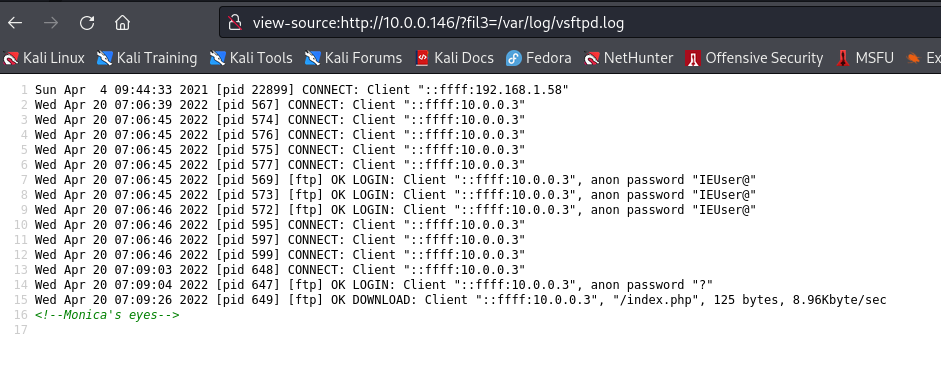 view-source:http://10.0.0.146/?fil3=/var/log/vsftpd.log
Kali Linux Kali Training Kali Tools Kali Forums Kali Docs Fedora NetHunter Offensive Security MSFU Ex
1 Sun Apr  4 09:44:33 2021 [pid 22899] CONNECT: Client "::ffff:192.168.1.58"
2 Wed Apr 20 07:06:39 2022 [pid 567] CONNECT: Client "::ffff:10.0.0.3"
3 Wed Apr 20 07:06:45 2022 [pid 574] CONNECT: Client "::ffff:10.0.0.3"
4 Wed Apr 20 07:06:45 2022 [pid 576] CONNECT: Client "::ffff:10.0.0.3"
5 Wed Apr 20 07:06:45 2022 [pid 575] CONNECT: Client "::ffff:10.0.0.3"
6 Wed Apr 20 07:06:45 2022 [pid 577] CONNECT: Client "::ffff:10.0.0.3"
7 Wed Apr 20 07:06:45 2022 [pid 569] [ftp] OK LOGIN: Client "::ffff:10.0.0.3", anon password "IEUser@"
8 Wed Apr 20 07:06:45 2022 [pid 573] [ftp] OK LOGIN: Client "::ffff:10.0.0.3", anon password "IEUser@"
9 Wed Apr 20 07:06:46 2022 [pid 572] [ftp] OK LOGIN: Client "::ffff:10.0.0.3", anon password "IEUser@"
10 Wed Apr 20 07:06:46 2022 [pid 595] CONNECT: Client "::ffff:10.0.0.3"
11 Wed Apr 20 07:06:46 2022 [pid 597] CONNECT: Client "::ffff:10.0.0.3"
12 Wed Apr 20 07:06:46 2022 [pid 599] CONNECT: Client "::ffff:10.0.0.3"
13 Wed Apr 20 07:09:03 2022 [pid 648] CONNECT: Client "::ffff:10.0.0.3"
14 Wed Apr 20 07:09:04 2022 [pid 647] [ftp] OK LOGIN: Client "::ffff:10.0.0.3", anon password "?"
15 Wed Apr 20 07:09:26 2022 [pid 649] [ftp] OK DOWNLOAD: Client "::ffff:10.0.0.3", "/index.php", 125 bytes, 8.96Kbyte/sec
16 <!--Monica's eyes-->
17